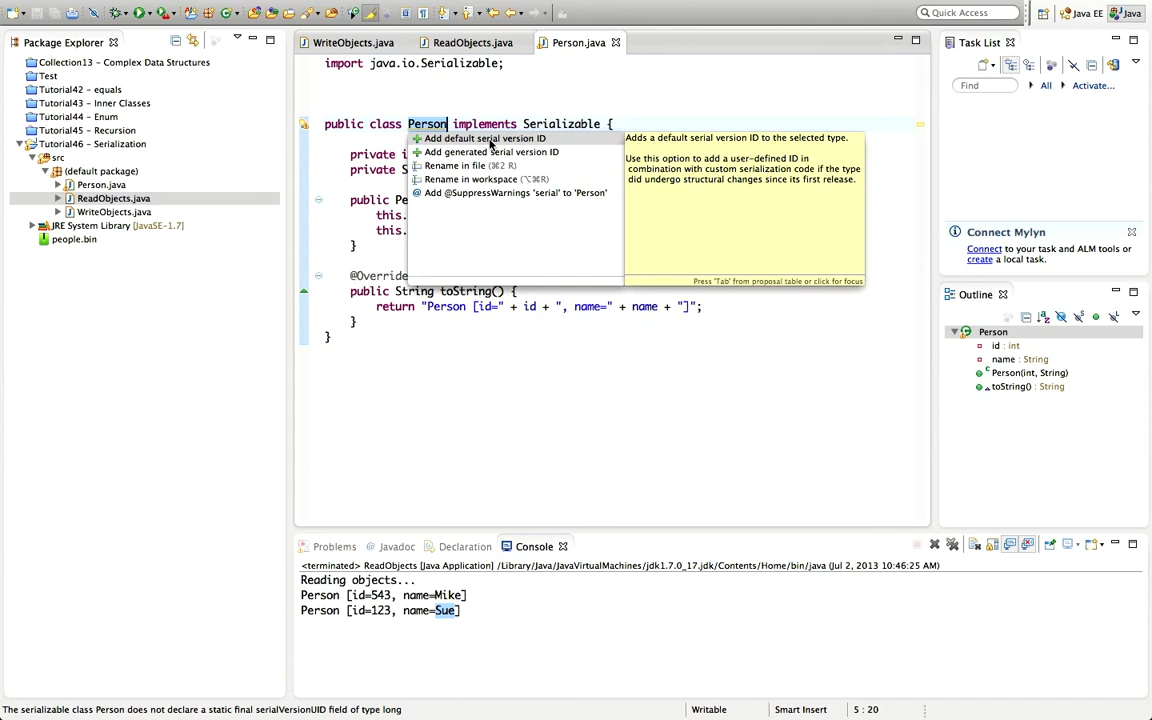 Quick Access
Java EE
Java
Package Explorer
Collection13 - Complex Data Structures
Test
Tutorial42 - equals
Tutorial43 - Inner Classes
Tutorial44 - Enum
Tutorial45 - Recursion
Tutorial46 - Serialization
src
(default package)
Person.java
ReadObjects.java
WriteObjects.java
JRE System Library [JavaSE-1.7]
people.bin
WriteObjects.java
ReadObjects.java
Person.java
import java.io.Serializable;
public class Person implements Serializable {
private i
private S
public Pe
this.
this.
}
@Override
public String toString() {
return "Person [id=" + id + ", name=" + name + "]";
}
}
Add default serial version ID
Add generated serial version ID
Rename in file (⌘2 R)
Rename in workspace (⌥⌘R)
Add @SuppressWarnings 'serial' to 'Person'
Adds a default serial version ID to the selected type.
Use this option to add a user-defined ID in
combination with custom serialization code if the type
did undergo structural changes since its first release.
Press 'Tab' from proposal table or click for focus
Task List
Find
All
Activate...
Connect Mylyn
Connect to your task and ALM tools or
create a local task.
Outline
Person
id : int
name : String
Person(int, String)
toString() : String
Problems
Javadoc
Declaration
Console
<terminated> ReadObjects [Java Application] /Library/Java/JavaVirtualMachines/jdk1.7.0_17.jdk/Contents/Home/bin/java (Jul 2, 2013 10:46:25 AM)
Reading objects...
Person [id=543, name=Mike]
Person [id=123, name=Sue]
The serializable class Person does not declare a static final serialVersionUID field of type long
Writable
Smart Insert
5 : 20